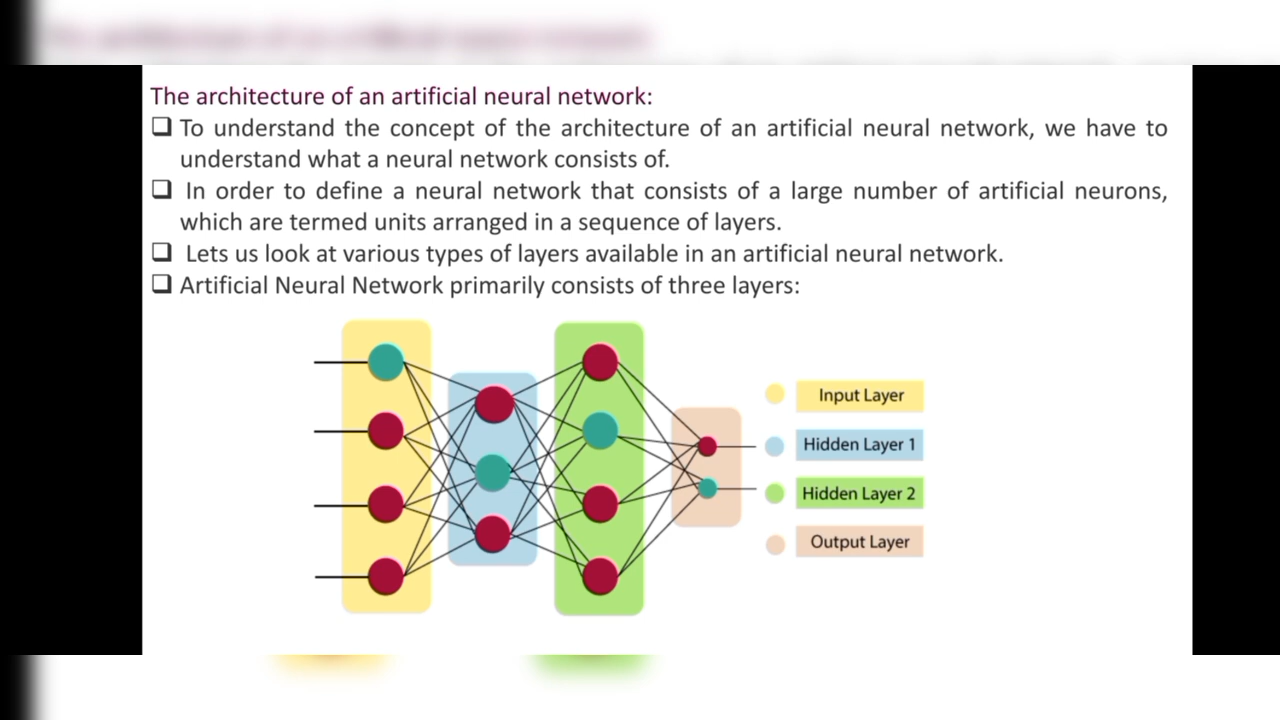 The architecture of an artificial neural network:
❑ To understand the concept of the architecture of an artificial neural network, we have to
understand what a neural network consists of.
❑ In order to define a neural network that consists of a large number of artificial neurons,
which are termed units arranged in a sequence of layers.
❑ Lets us look at various types of layers available in an artificial neural network.
❑ Artificial Neural Network primarily consists of three layers:
Input Layer
Hidden Layer 1
Hidden Layer 2
Output Layer